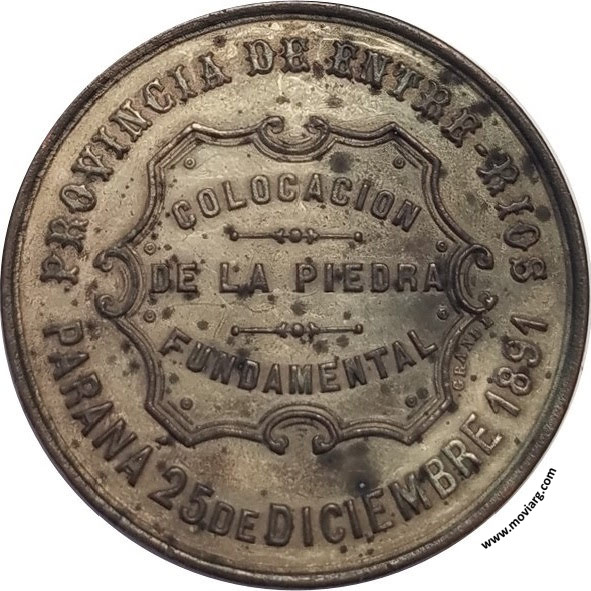 PROVINCIA DE ENTRE-RIOS
COLOCACION
DE LA PIEDRA
FUNDAMENTAL
GRANDE
PARANÁ 25 DE DICIEMBRE 1891
www.moviarg.com